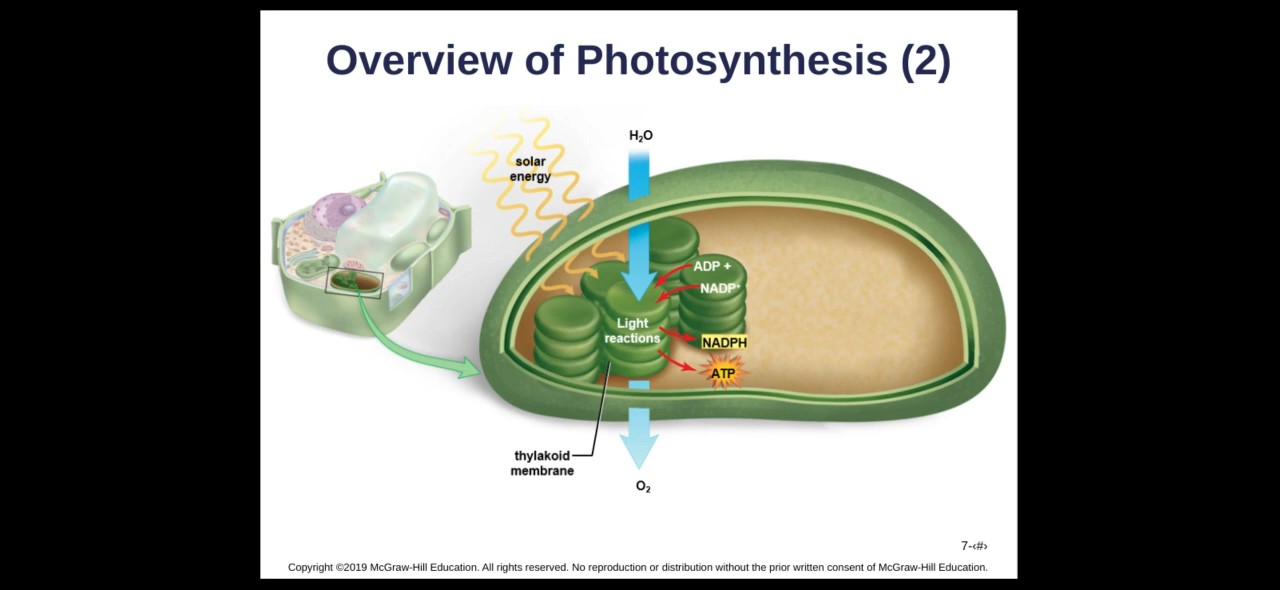 Overview of Photosynthesis (2)
H₂O
solar
energy
ADP +
NADP⁺
Light
reactions
NADPH
ATP
thylakoid
membrane
O₂
7-‹#›
Copyright ©2019 McGraw-Hill Education. All rights reserved. No reproduction or distribution without the prior written consent of McGraw-Hill Education.